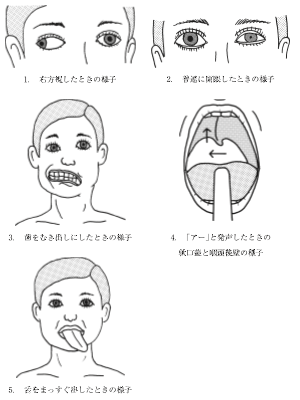 1. 右方視したときの様子
2. 普通に開眼したときの様子
3. 歯をむき出しにしたときの様子
4. 「アー」と発声したときの
軟口蓋と咽頭後壁の様子
5. 舌をまっすぐ出したときの様子